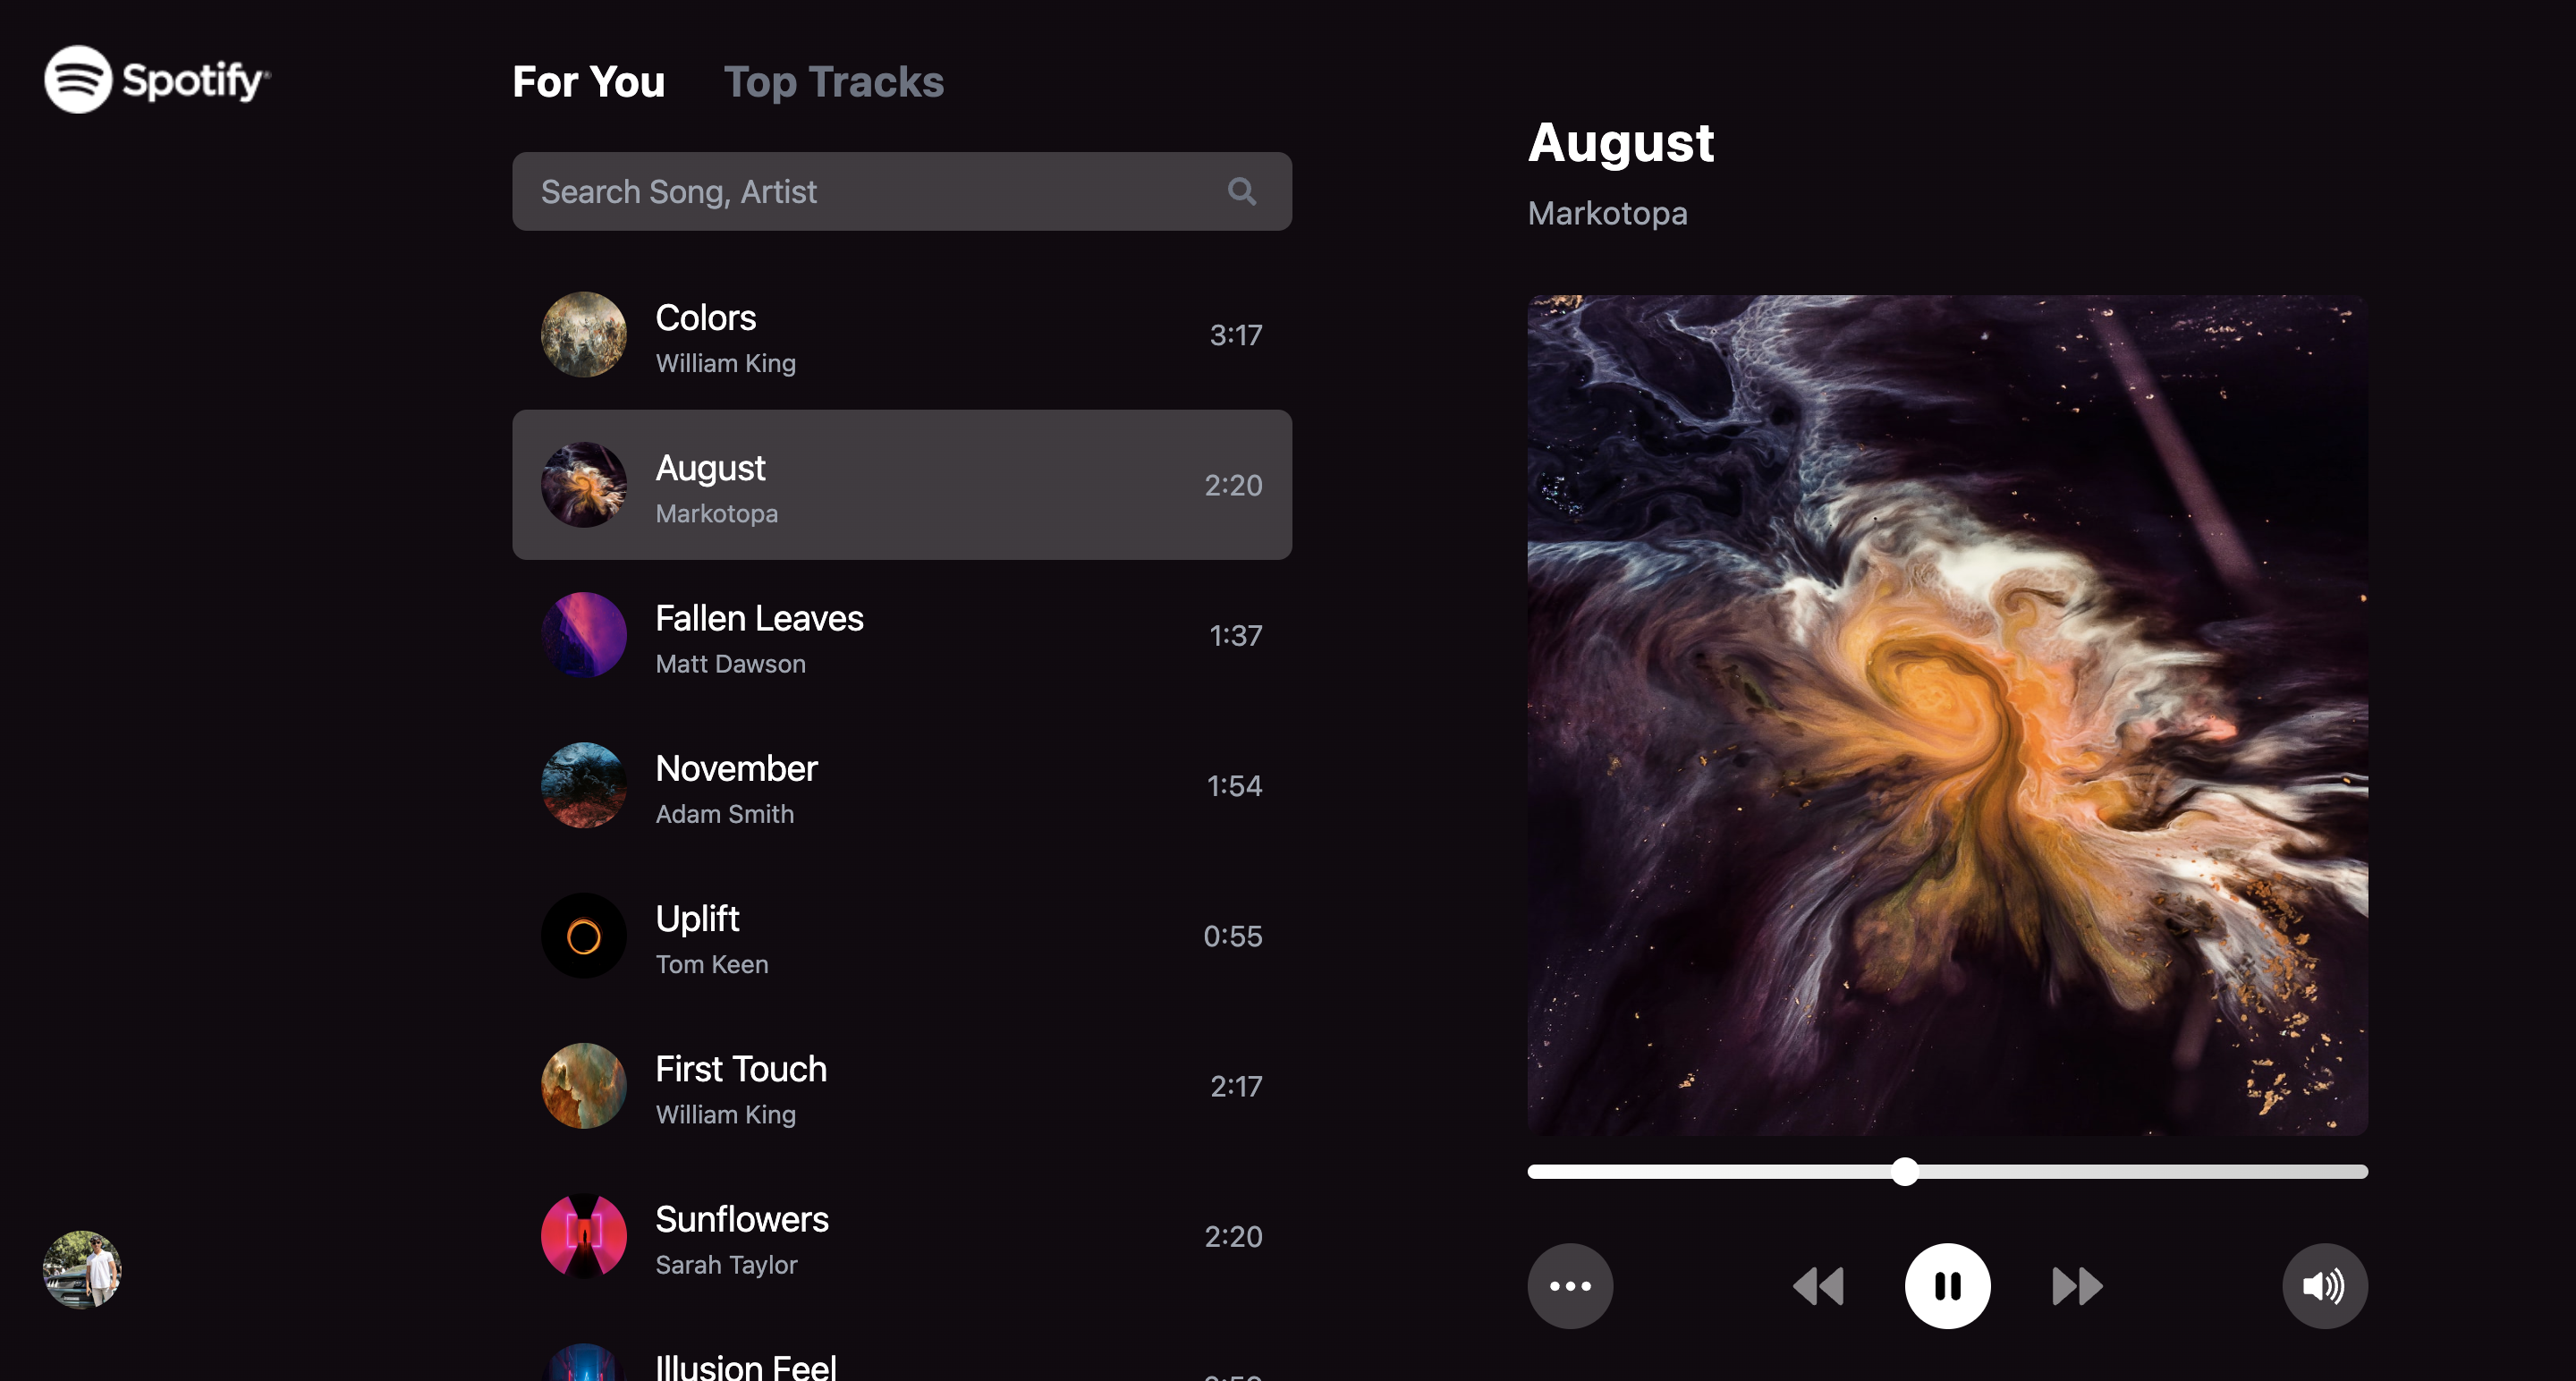 Spotify
For You
Top Tracks
Search Song, Artist
Colors
William King
3:17
August
Markotopa
2:20
Fallen Leaves
Matt Dawson
1:37
November
Adam Smith
1:54
Uplift
Tom Keen
0:55
First Touch
William King
2:17
Sunflowers
Sarah Taylor
2:20
Illusion Feel
August
Markotopa